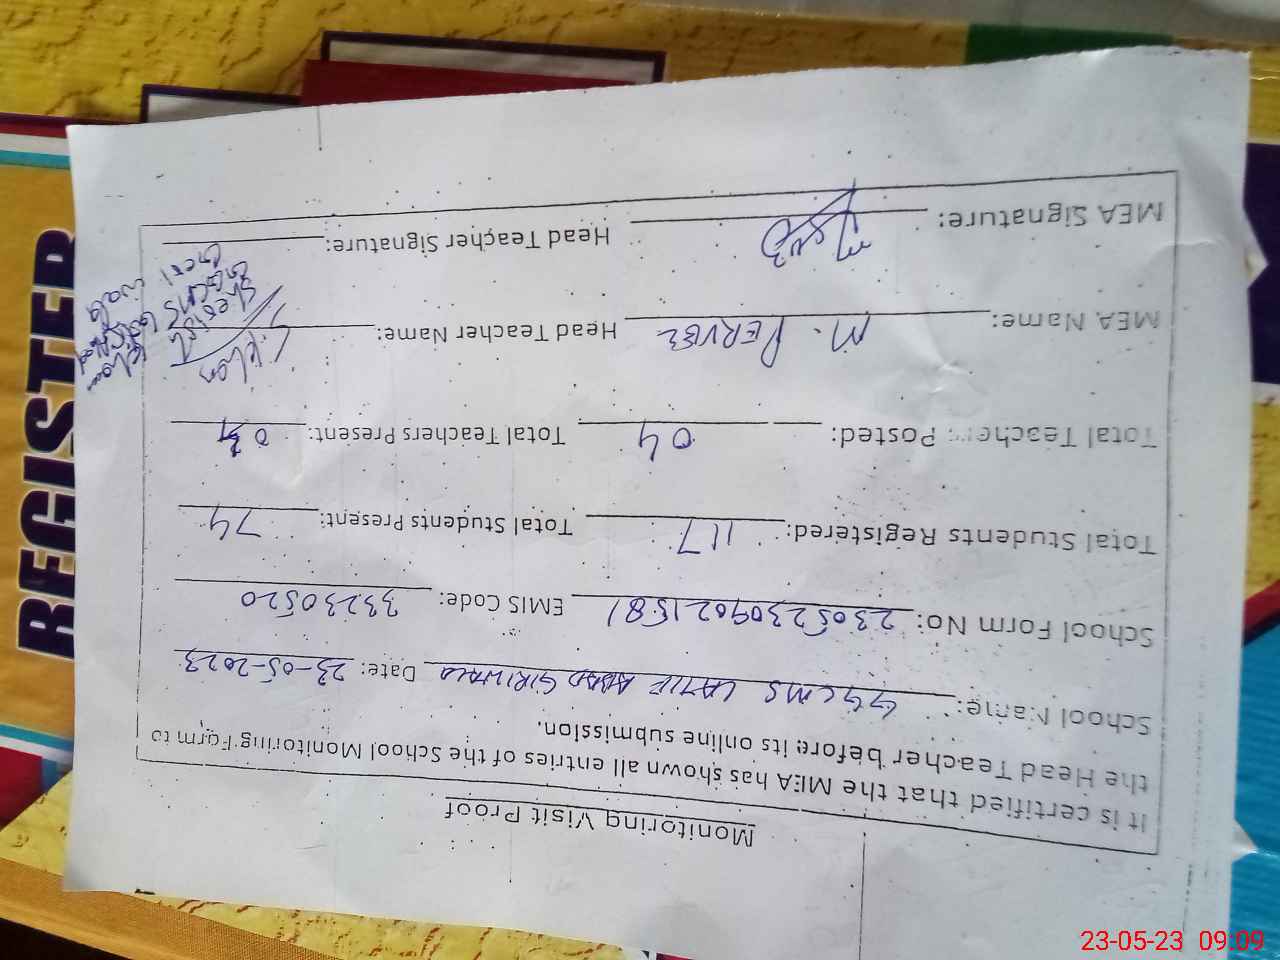 Monitoring Visit Proof
It is certified that the MEA has shown all entries of the School Monitoring Form to
the Head Teacher before its online submission.
School Name: GGCMS LATIF ABAD GIRIWALA Date: 23-05-2023
School Form No: 23052309021581 EMIS Code: 33230520
Total Students Registered: 117 Total Students Present: 74
Total Teachers Posted: 04 Total Teachers Present: 03
MEA Name: M. PERVEZ Head Teacher Name:
MEA Signature: Head Teacher Signature:
REGISTER
23-05-23 09:09